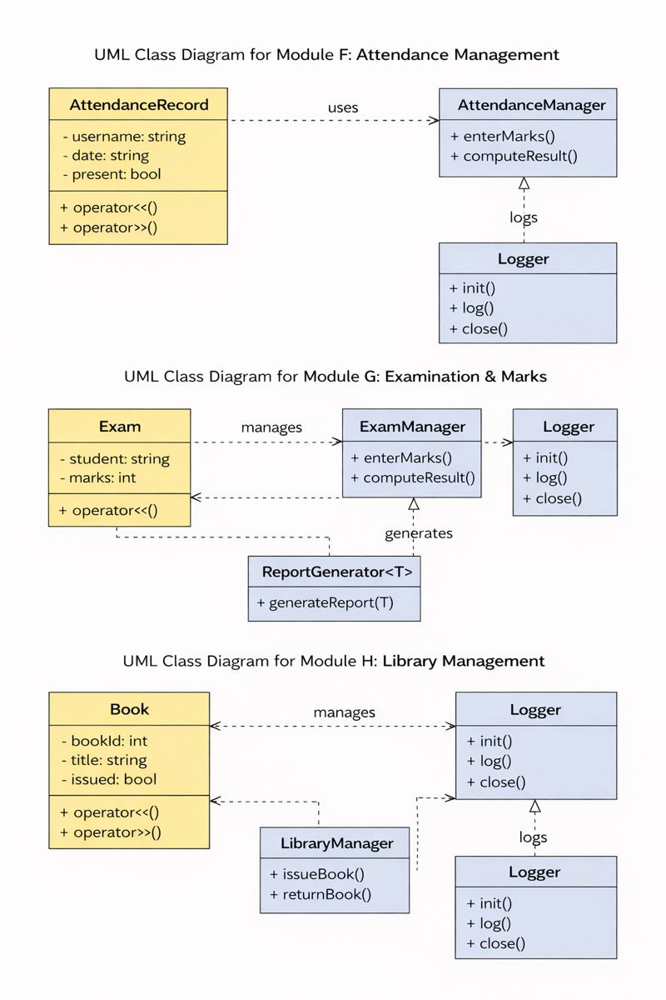 UML Class Diagram for Module F: Attendance Management
AttendanceRecord
- username: string
- date: string
- present: bool
+ operator<<()
+ operator>>()
uses
AttendanceManager
+ enterMarks()
+ computeResult()
logs
Logger
+ init()
+ log()
+ close()
UML Class Diagram for Module G: Examination & Marks
Exam
- student: string
- marks: int
+ operator<<()
manages
ExamManager
+ enterMarks()
+ computeResult()
Logger
+ init()
+ log()
+ close()
generates
ReportGenerator<T>
+ generateReport(T)
UML Class Diagram for Module H: Library Management
Book
- bookId: int
- title: string
- issued: bool
+ operator<<()
+ operator>>()
manages
Logger
+ init()
+ log()
+ close()
LibraryManager
+ issueBook()
+ returnBook()
logs
Logger
+ init()
+ log()
+ close()